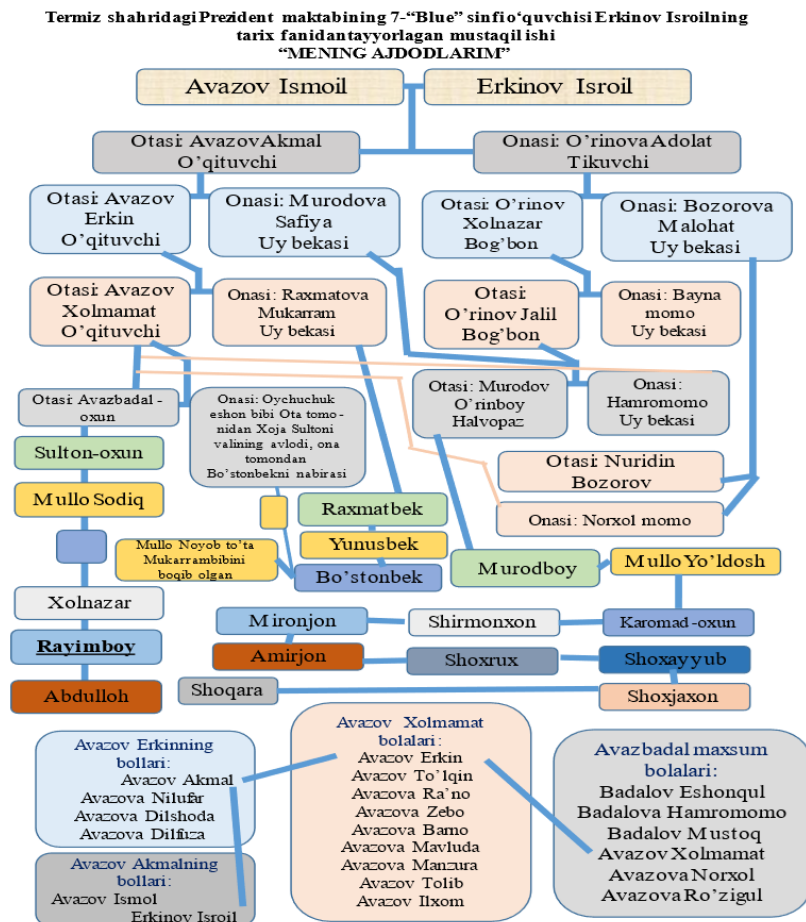 Termiz shahridagi Prezident maktabining 7-“Blue” sinfi o‘quvchisi Erkinov Isroilning
tarix fanidan tayyorlagan mustaqil ishi
“MENING AJDODLARIM”
Avazov Ismoil
Erkinov Isroil
Otasi: Avazov Akmal
O’qituvchi
Onasi: O’rinova Adolat
Tikuvchi
Otasi: Avazov
Erkin
O’qituvchi
Onasi: Murodova
Safiya
Uy bekasi
Otasi: O’rinov
Xolnazar
Bog’bon
Onasi: Bozorova
Malohat
Uy bekasi
Otasi: Avazov
Xolmamat
O’qituvchi
Onasi: Raxmatova
Mukarram
Uy bekasi
Otasi:
O’rinov Jalil
Bog’bon
Onasi: Bayna
momo
Uy bekasi
Otasi: Avazbadal-
oxun
Onasi: Oychuchuk
eshon bibi Ota tomo-
nidan Xoja Sultoni
valining avlodi, ona
tomondan
Bo’stonbekni nabirasi
Otasi: Murodov
O’rinboy
Halvopaz
Onasi:
Hamromomo
Uy bekasi
Sulton-oxun
Otasi: Nuridin
Bozorov
Mullo Sodiq
Raxmatbek
Onasi: Norxol momo
Mullo Noyob to’ta
Mukarrambibini
boqib olgan
Yunusbek
Bo’stonbek
Murodboy
Mullo Yo’ldosh
Xolnazar
Mironjon
Shirmonxon
Karomad-oxun
Rayimboy
Amirjon
Shoxrux
Shoxayyub
Abdulloh
Shoqara
Shoxjaxon
Avazov Erkinning
bollari:
Avazov Akmal
Avazova Nilufar
Avazova Dilshoda
Avazova Dilfuza
Avazov Akmalning
bollari:
Avazov Ismol
Erkinov Isroil
Avazov Xolmamat
bolalari:
Avazov Erkin
Avazov To’lqin
Avazova Ra’no
Avazova Zebo
Avazova Barno
Avazova Mavluda
Avazova Manzura
Avazov Tolib
Avazov Ilxom
Avazbadal maxsum
bolalari:
Badalov Eshonqul
Badalova Hamromomo
Badalov Mustoq
Avazov Xolmamat
Avazova Norxol
Avazova Ro’zigul